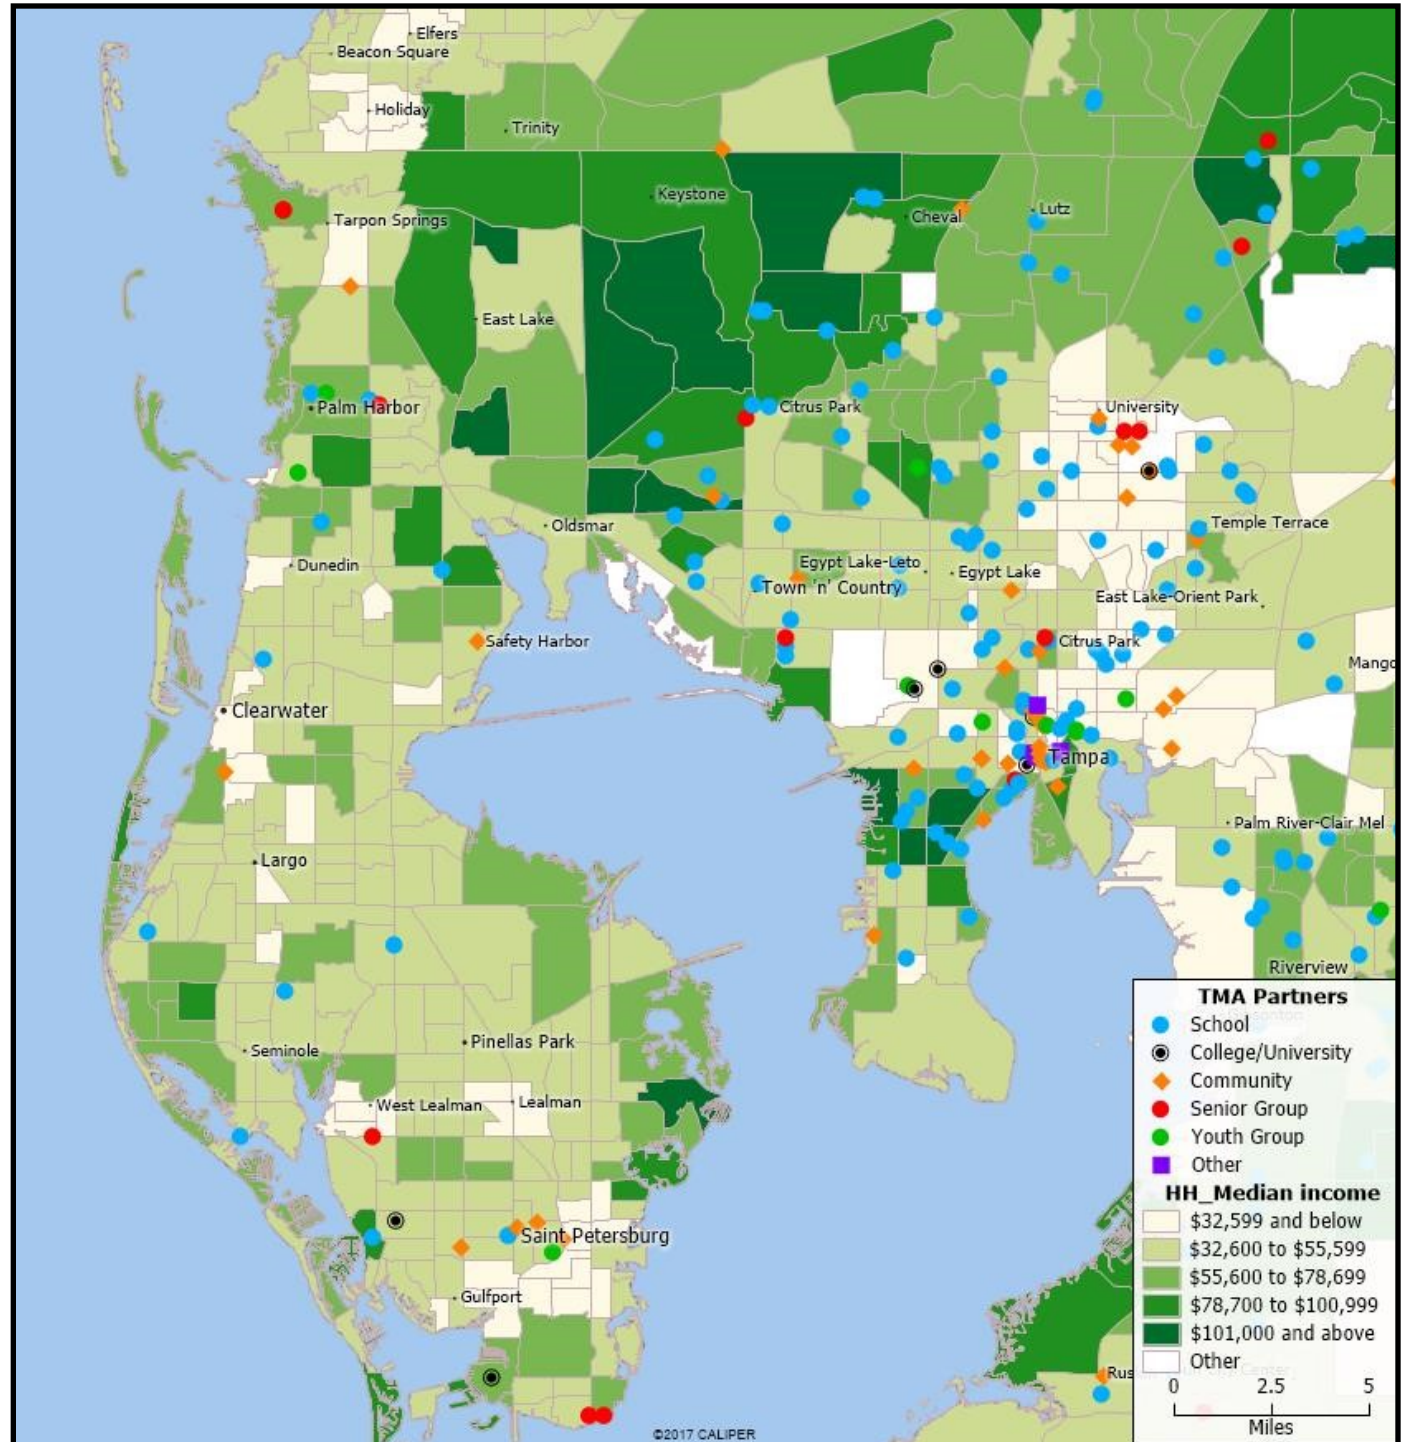 Elfers
Beacon Square
Holiday
Trinity
Keystone
Tarpon Springs
Cheval
Lutz
East Lake
Palm Harbor
Citrus Park
University
Oldsmar
Temple Terrace
Dunedin
Egypt Lake-Leto
Egypt Lake
Town 'n' Country
East Lake-Orient Park
Safety Harbor
Citrus Park
Mango
Clearwater
Tampa
Palm River-Clair Mel
Largo
Riverview
Pinellas Park
Seminole
West Lealman
Lealman
Saint Petersburg
Gulfport
Rus
TMA Partners
School
College/University
Community
Senior Group
Youth Group
Other
HH_Median income
$32,599 and below
$32,600 to $55,599
$55,600 to $78,699
$78,700 to $100,999
$101,000 and above
Other
0 2.5 5
Miles
©2017 CALIPER